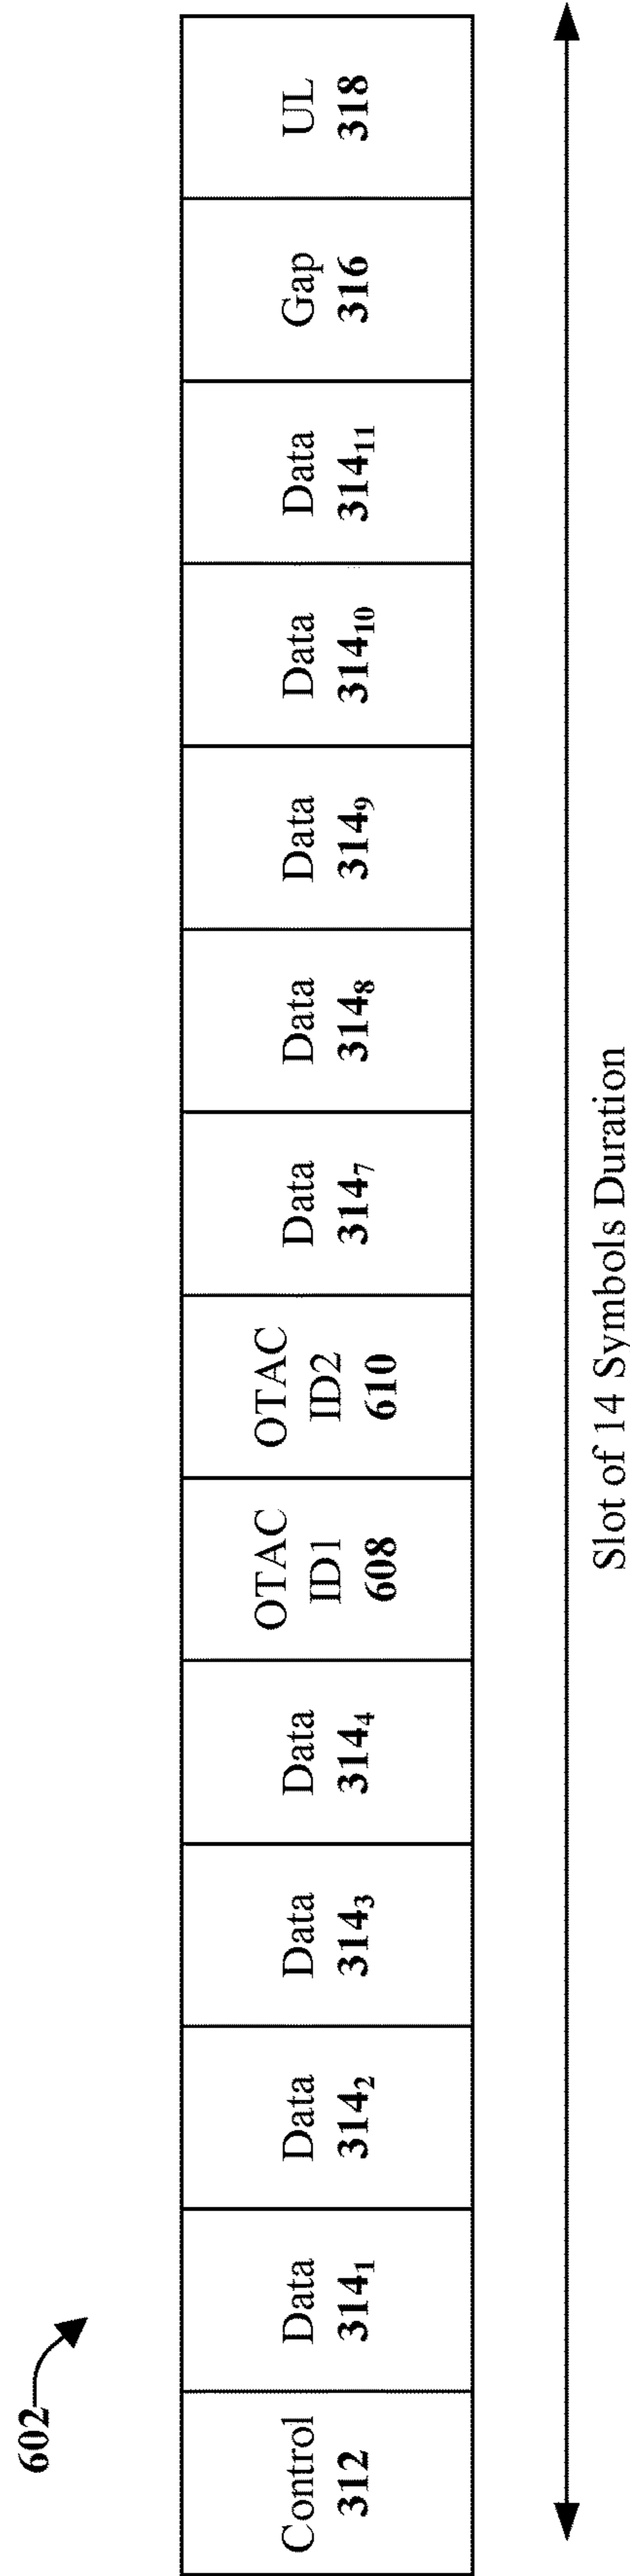 602
Control
312
Data
314₁
Data
314₂
Data
314₃
Data
314₄
OTAC
ID1
608
OTAC
ID2
610
Data
314₇
Data
314₈
Data
314₉
Data
314₁₀
Data
314₁₁
Gap
316
UL
318
Slot of 14 Symbols Duration